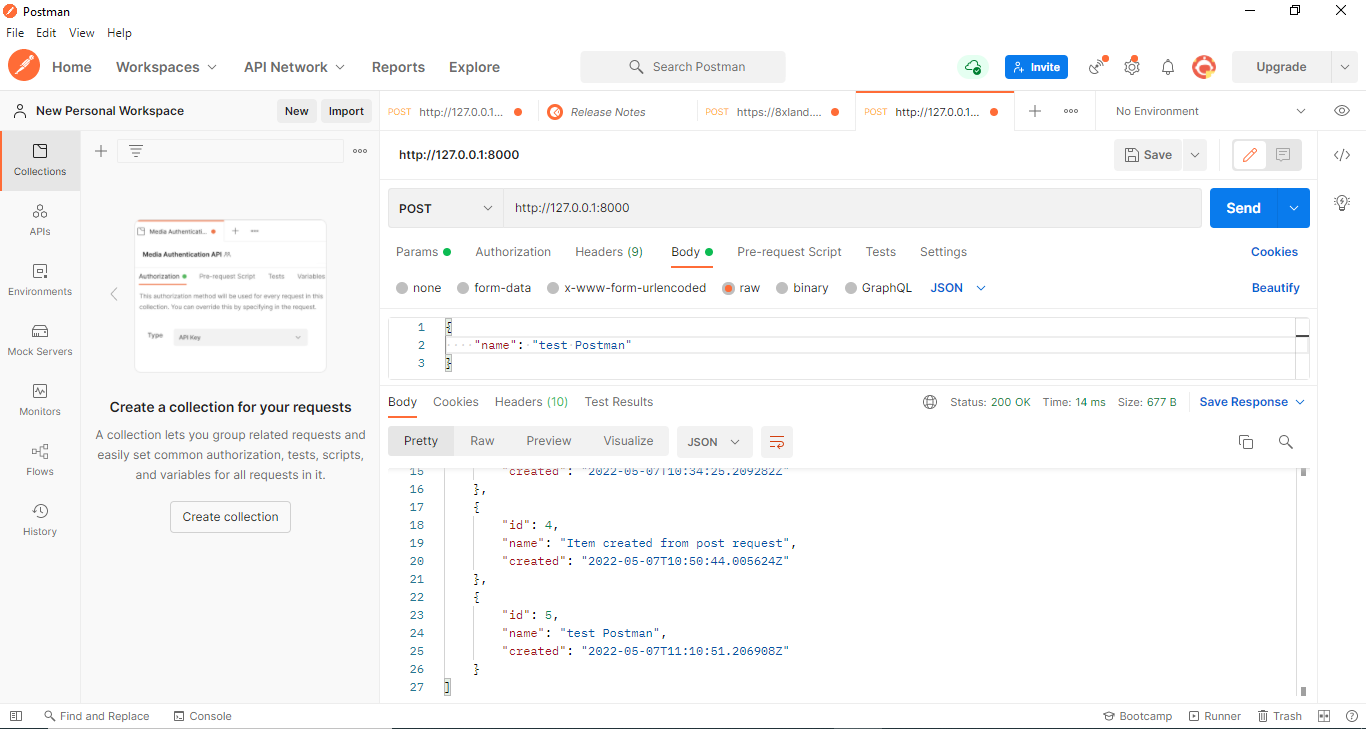 Postman
File Edit View Help
Home Workspaces API Network Reports Explore Search Postman Invite Upgrade
New Personal Workspace New Import POST http://127.0.0.1... Release Notes POST https://8xland.... POST http://127.0.0.1... No Environment
Collections
APIs
Environments
Mock Servers
Monitors
Flows
History
Media Authenticati...
Media Authentication API
Authorization Pre-request Script Tests Variables
This authorization method will be used for every request in this
collection. You can override this by specifying in the request.
Type API Key
Create a collection for your requests
A collection lets you group related requests and
easily set common authorization, tests, scripts,
and variables for all requests in it.
Create collection
http://127.0.0.1:8000 Save
POST http://127.0.0.1:8000 Send
Params Authorization Headers (9) Body Pre-request Script Tests Settings Cookies
none form-data x-www-form-urlencoded raw binary GraphQL JSON Beautify
1 {
2 "name": "test Postman"
3 }
Body Cookies Headers (10) Test Results Status: 200 OK Time: 14 ms Size: 677 B Save Response
Pretty Raw Preview Visualize JSON
15 "created": "2022-05-07T10:34:25.209282Z"
16 },
17 {
18 "id": 4,
19 "name": "Item created from post request",
20 "created": "2022-05-07T10:50:44.005624Z"
21 },
22 {
23 "id": 5,
24 "name": "test Postman",
25 "created": "2022-05-07T11:10:51.206908Z"
26 }
27 ]
Find and Replace Console Bootcamp Runner Trash